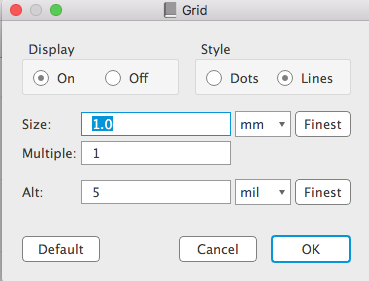 Grid
Display Style
On Off Dots Lines
Size: 1.0 mm Finest
Multiple: 1
Alt: 5 mil Finest
Default Cancel OK